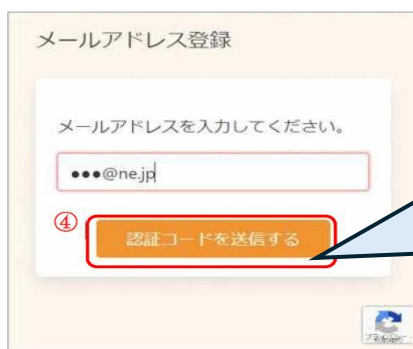 メールアドレス登録
メールアドレスを入力してください。
●●●@ne.jp
④
認証コードを送信する